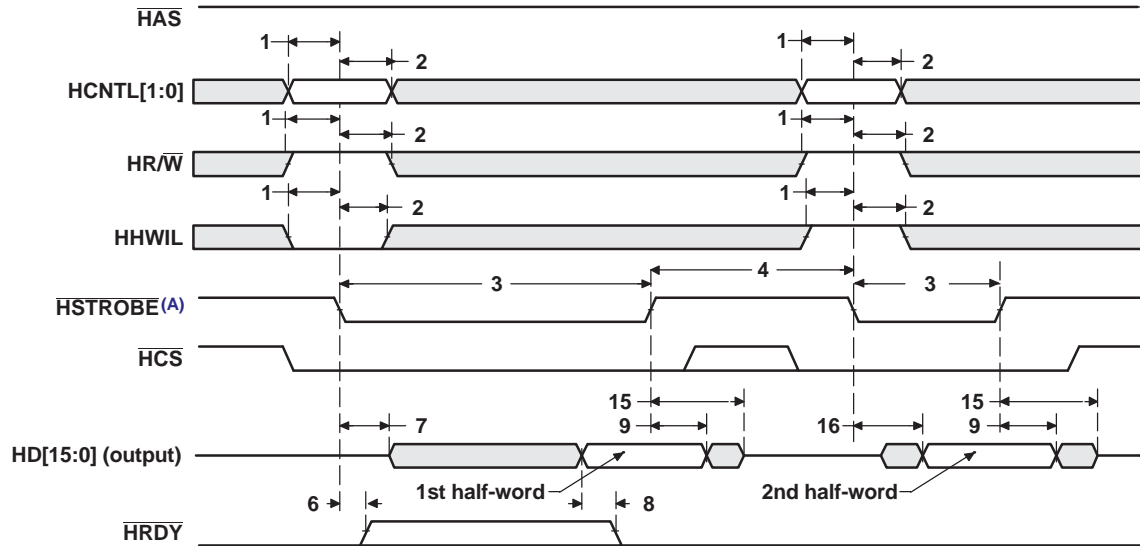 HAS
1
1
2
2
HCNTL[1:0]
1
1
2
2
HR/W
1
1
2
2
HHWIL
3
4
3
HSTROBE(A)
HCS
15
15
7
9
16
9
HD[15:0] (output)
1st half-word
2nd half-word
6
8
HRDY